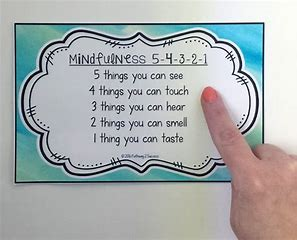 Mindfulness 5-4-3-2-1
5 things you can see
4 things you can touch
3 things you can hear
2 things you can smell
1 thing you can taste